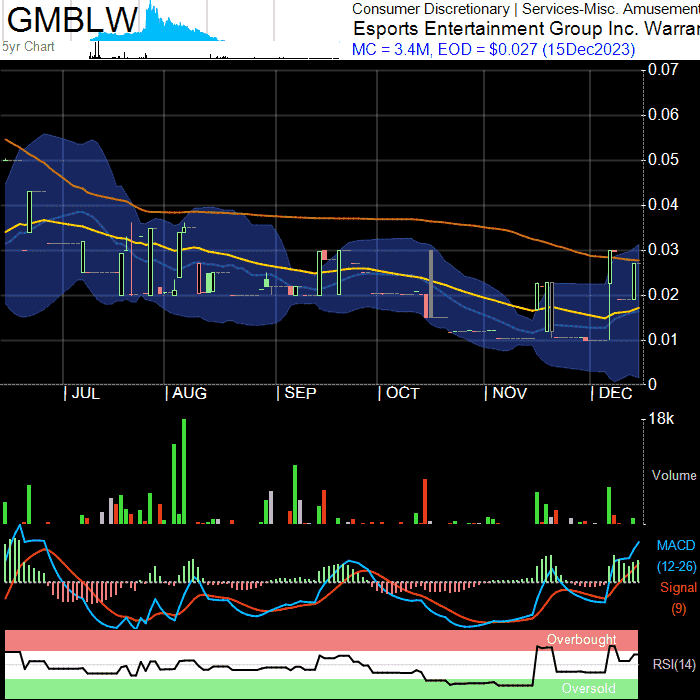 GMBLW
Consumer Discretionary | Services-Misc. Amusement
Esports Entertainment Group Inc. Warran
5yr Chart
MC = 3.4M, EOD = $0.027 (15Dec2023)
0.07
0.06
0.05
0.04
0.03
0.02
0.01
0
| JUL
| AUG
| SEP
| OCT
| NOV
| DEC
18k
Volume
MACD
(12-26)
Signal
(9)
Overbought
RSI(14)
Oversold